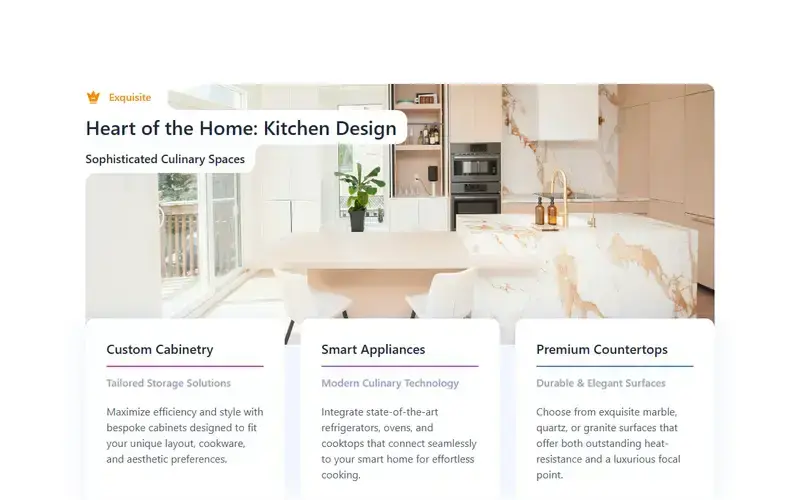 Exquisite
Heart of the Home: Kitchen Design
Sophisticated Culinary Spaces
Custom Cabinetry
Tailored Storage Solutions
Maximize efficiency and style with
bespoke cabinets designed to fit
your unique layout, cookware,
and aesthetic preferences.
Smart Appliances
Modern Culinary Technology
Integrate state-of-the-art
refrigerators, ovens, and
cooktops that connect seamlessly
to your smart home for effortless
cooking.
Premium Countertops
Durable & Elegant Surfaces
Choose from exquisite marble,
quartz, or granite surfaces that
offer both outstanding heat-
resistance and a luxurious focal
point.